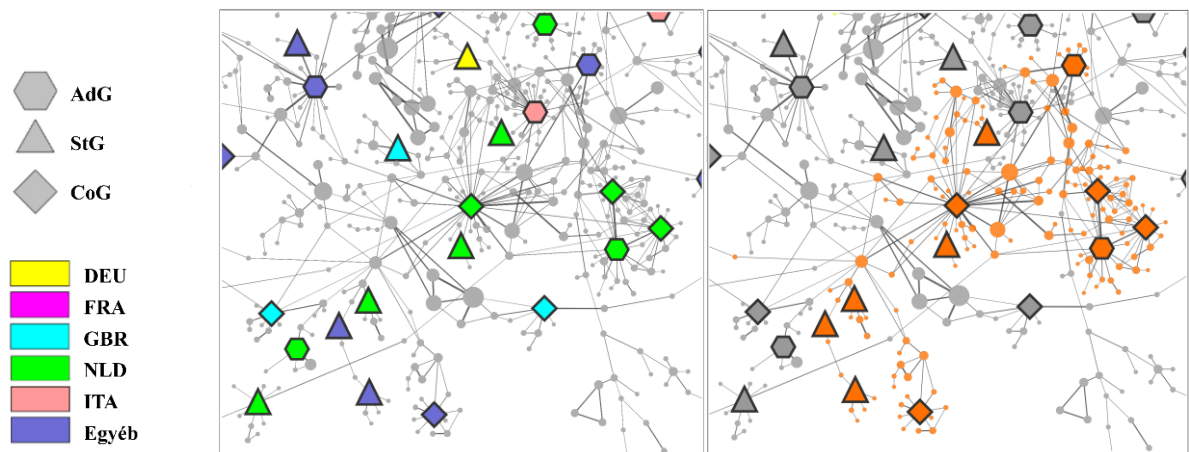 AdG
StG
CoG
DEU
FRA
GBR
NLD
ITA
Egyéb